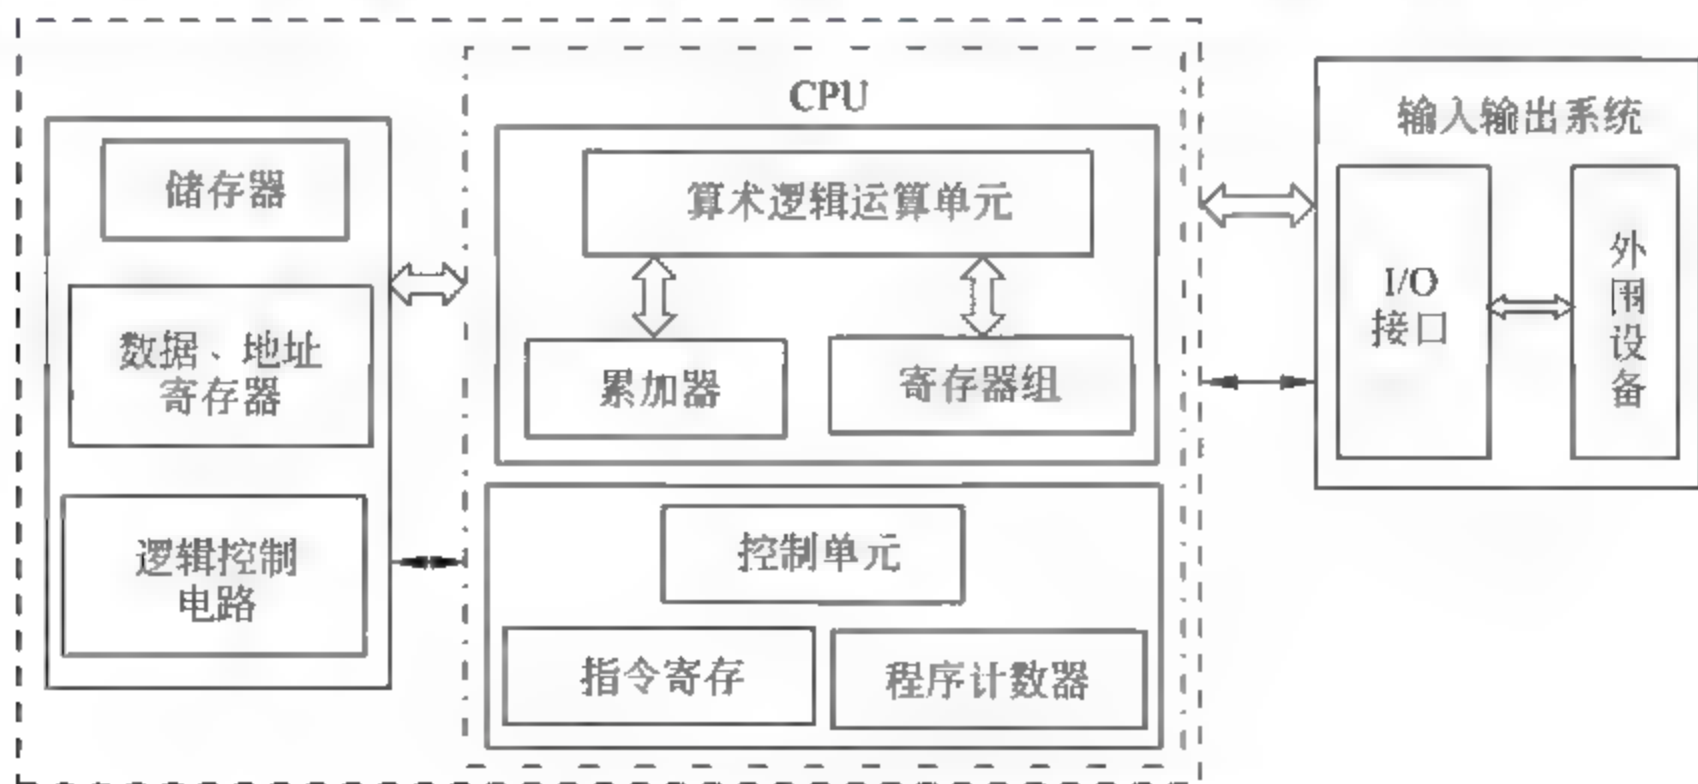 CPU
输入输出系统
储存器
算术逻辑运算单元
数据、地址
寄存器
累加器
寄存器组
I/O
接口
外
围
设
备
逻辑控制
电路
控制单元
指令寄存
程序计数器